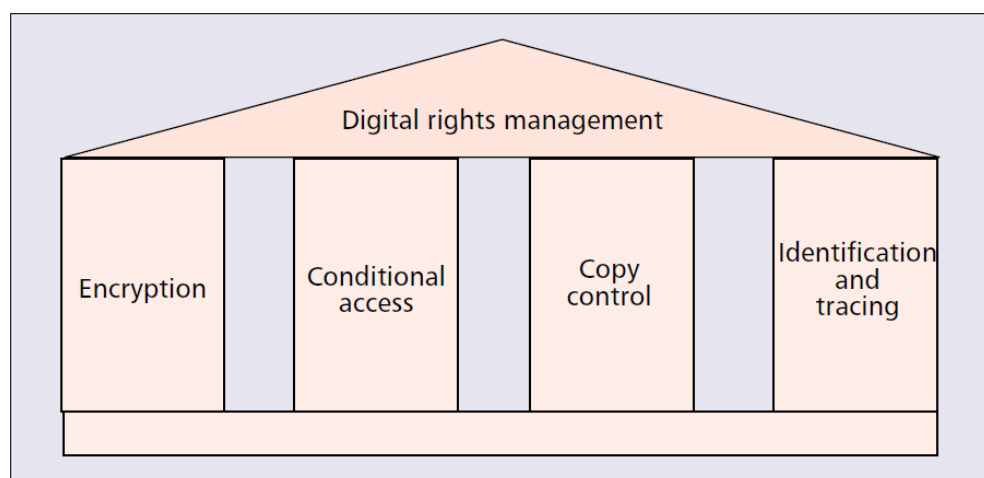 Digital rights management
Encryption
Conditional
access
Copy
control
Identification
and
tracing